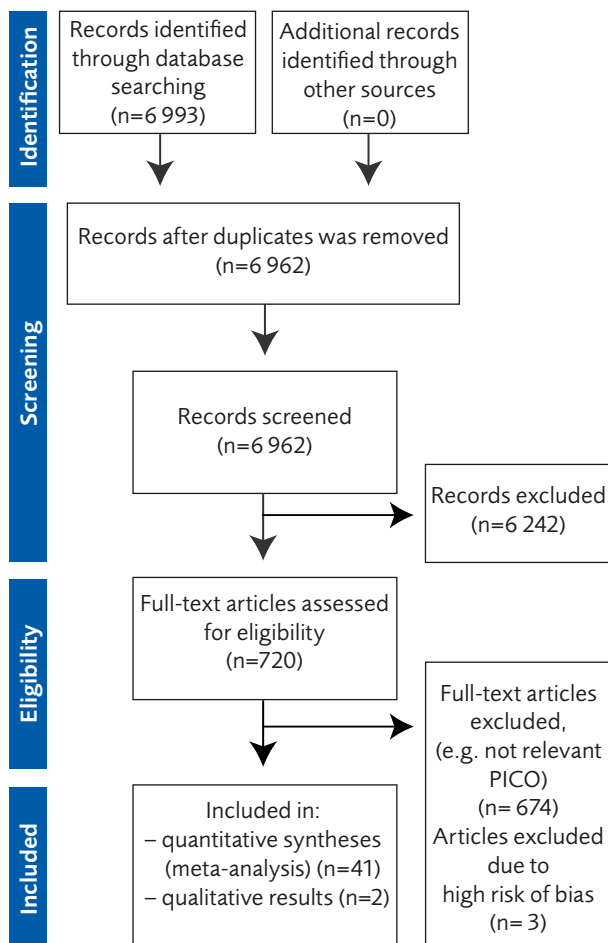 Identification
Records identified
through database
searching
(n=6 993)
Additional records
identified through
other sources
(n=0)
Screening
Records after duplicates was removed
(n=6 962)
Records screened
(n=6 962)
Records excluded
(n=6 242)
Eligibility
Full-text articles assessed
for eligibility
(n=720)
Full-text articles
excluded,
(e.g. not relevant
PICO)
(n= 674)
Articles excluded
due to
high risk of bias
(n= 3)
Included
Included in:
– quantitative syntheses
(meta-analysis) (n=41)
– qualitative results (n=2)